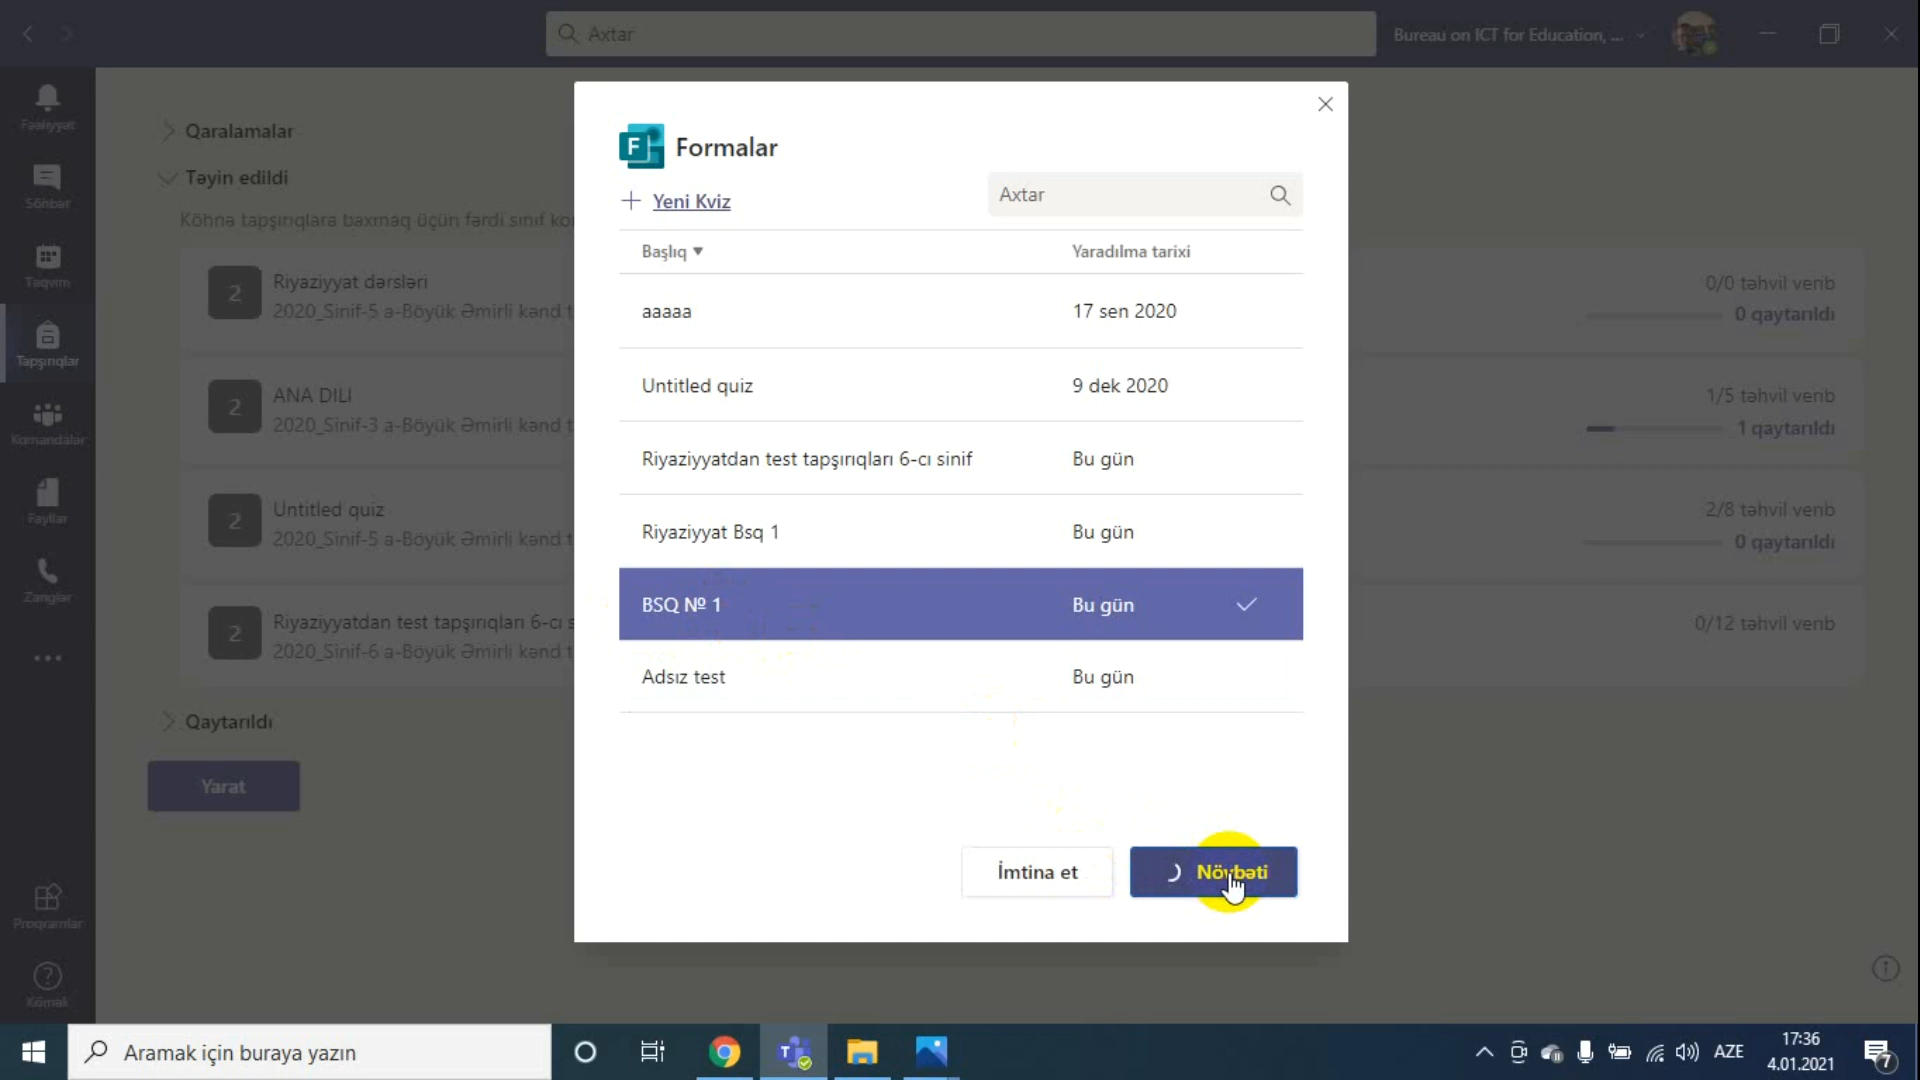 Axtar
Bureau on ICT for Education, ...
Fəaliyyət
Söhbət
Təqvim
Tapşırıqlar
Komandalar
Fayllar
Zənglər
Proqramlar
Kömək
Qaralamalar
Təyin edildi
Köhnə tapşırıqlara baxmaq üçün fərdi sinif
2
Riyaziyyat dərsləri
2020_Sinif-5 a-Böyük Əmirli kənd t
0/0 təhvil verib
0 qaytarıldı
2
ANA DILI
2020_Sinif-3 a-Böyük Əmirli kənd t
1/5 təhvil verib
1 qaytarıldı
2
Untitled quiz
2020_Sinif-5 a-Böyük Əmirli kənd t
2/8 təhvil verib
0 qaytarıldı
2
Riyaziyyatdan test tapşırıqları 6-cı s
2020_Sinif-6 a-Böyük Əmirli kənd t
0/12 təhvil verib
Qaytarıldı
Yarat
F
Formalar
Yeni Kviz
Axtar
Başlıq ▼ Yaradılma tarixi
aaaaa 17 sen 2020
Untitled quiz 9 dek 2020
Riyaziyyatdan test tapşırıqları 6-cı sinif Bu gün
Riyaziyyat Bsq 1 Bu gün
BSQ № 1 Bu gün
Adsız test Bu gün
İmtina et
Növbəti
Aramak için buraya yazın
AZE
17:36
4.01.2021
7